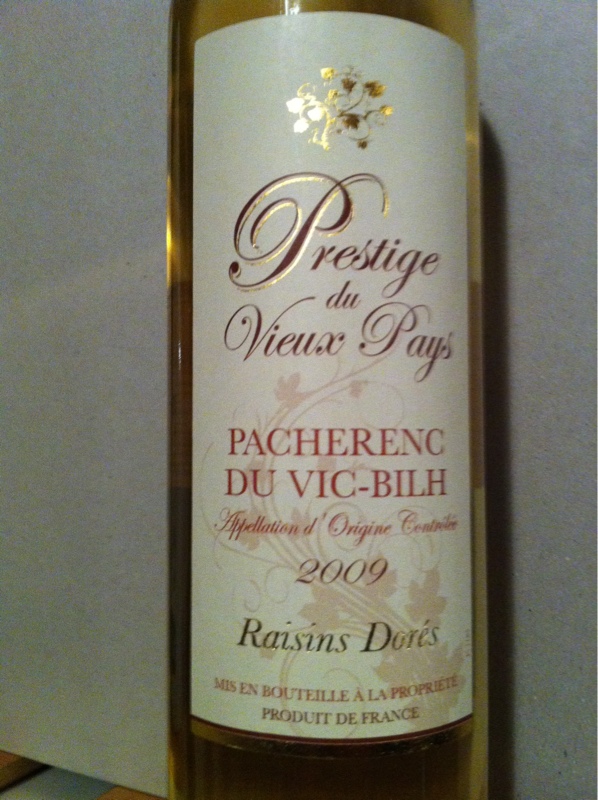 Prestige
du
Vieux Pays
PACHERENC
DU VIC-BILH
Appellation d'Origine Contrôlée
2009
Raisins Dorés
MIS EN BOUTEILLE À LA PROPRIÉTÉ
PRODUIT DE FRANCE